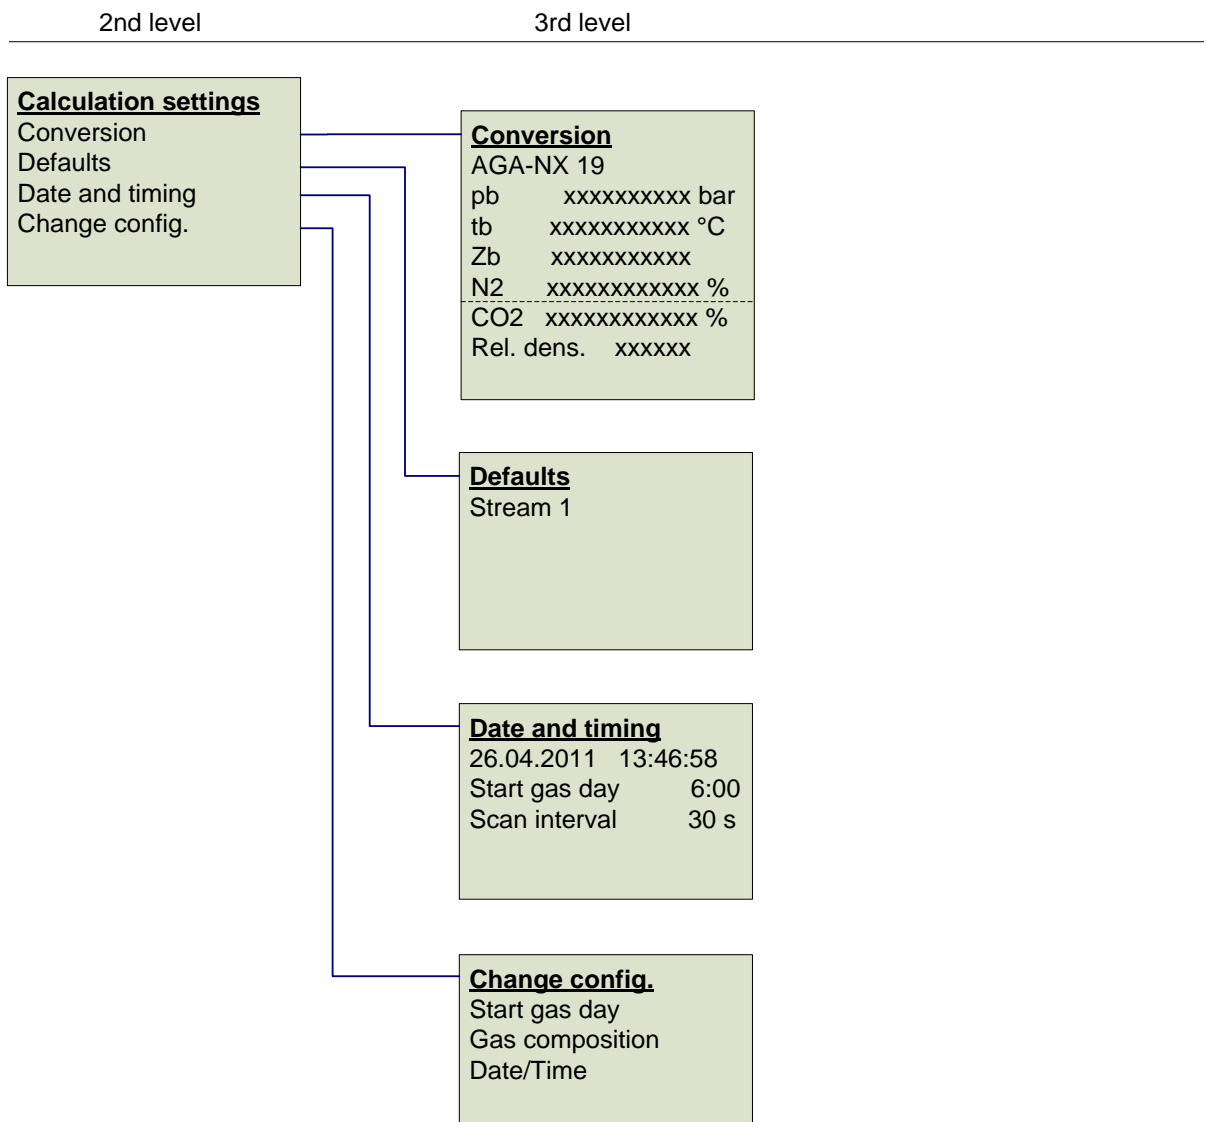 2nd level 3rd level
Calculation settings
Conversion
Defaults
Date and timing
Change config.
Conversion
AGA-NX 19
pb xxxxxxxxxx bar
tb xxxxxxxxxxx °C
Zb xxxxxxxxxxx
N2 xxxxxxxxxxxx %
CO2 xxxxxxxxxxxx %
Rel. dens. xxxxxx
Defaults
Stream 1
Date and timing
26.04.2011 13:46:58
Start gas day 6:00
Scan interval 30 s
Change config.
Start gas day
Gas composition
Date/Time